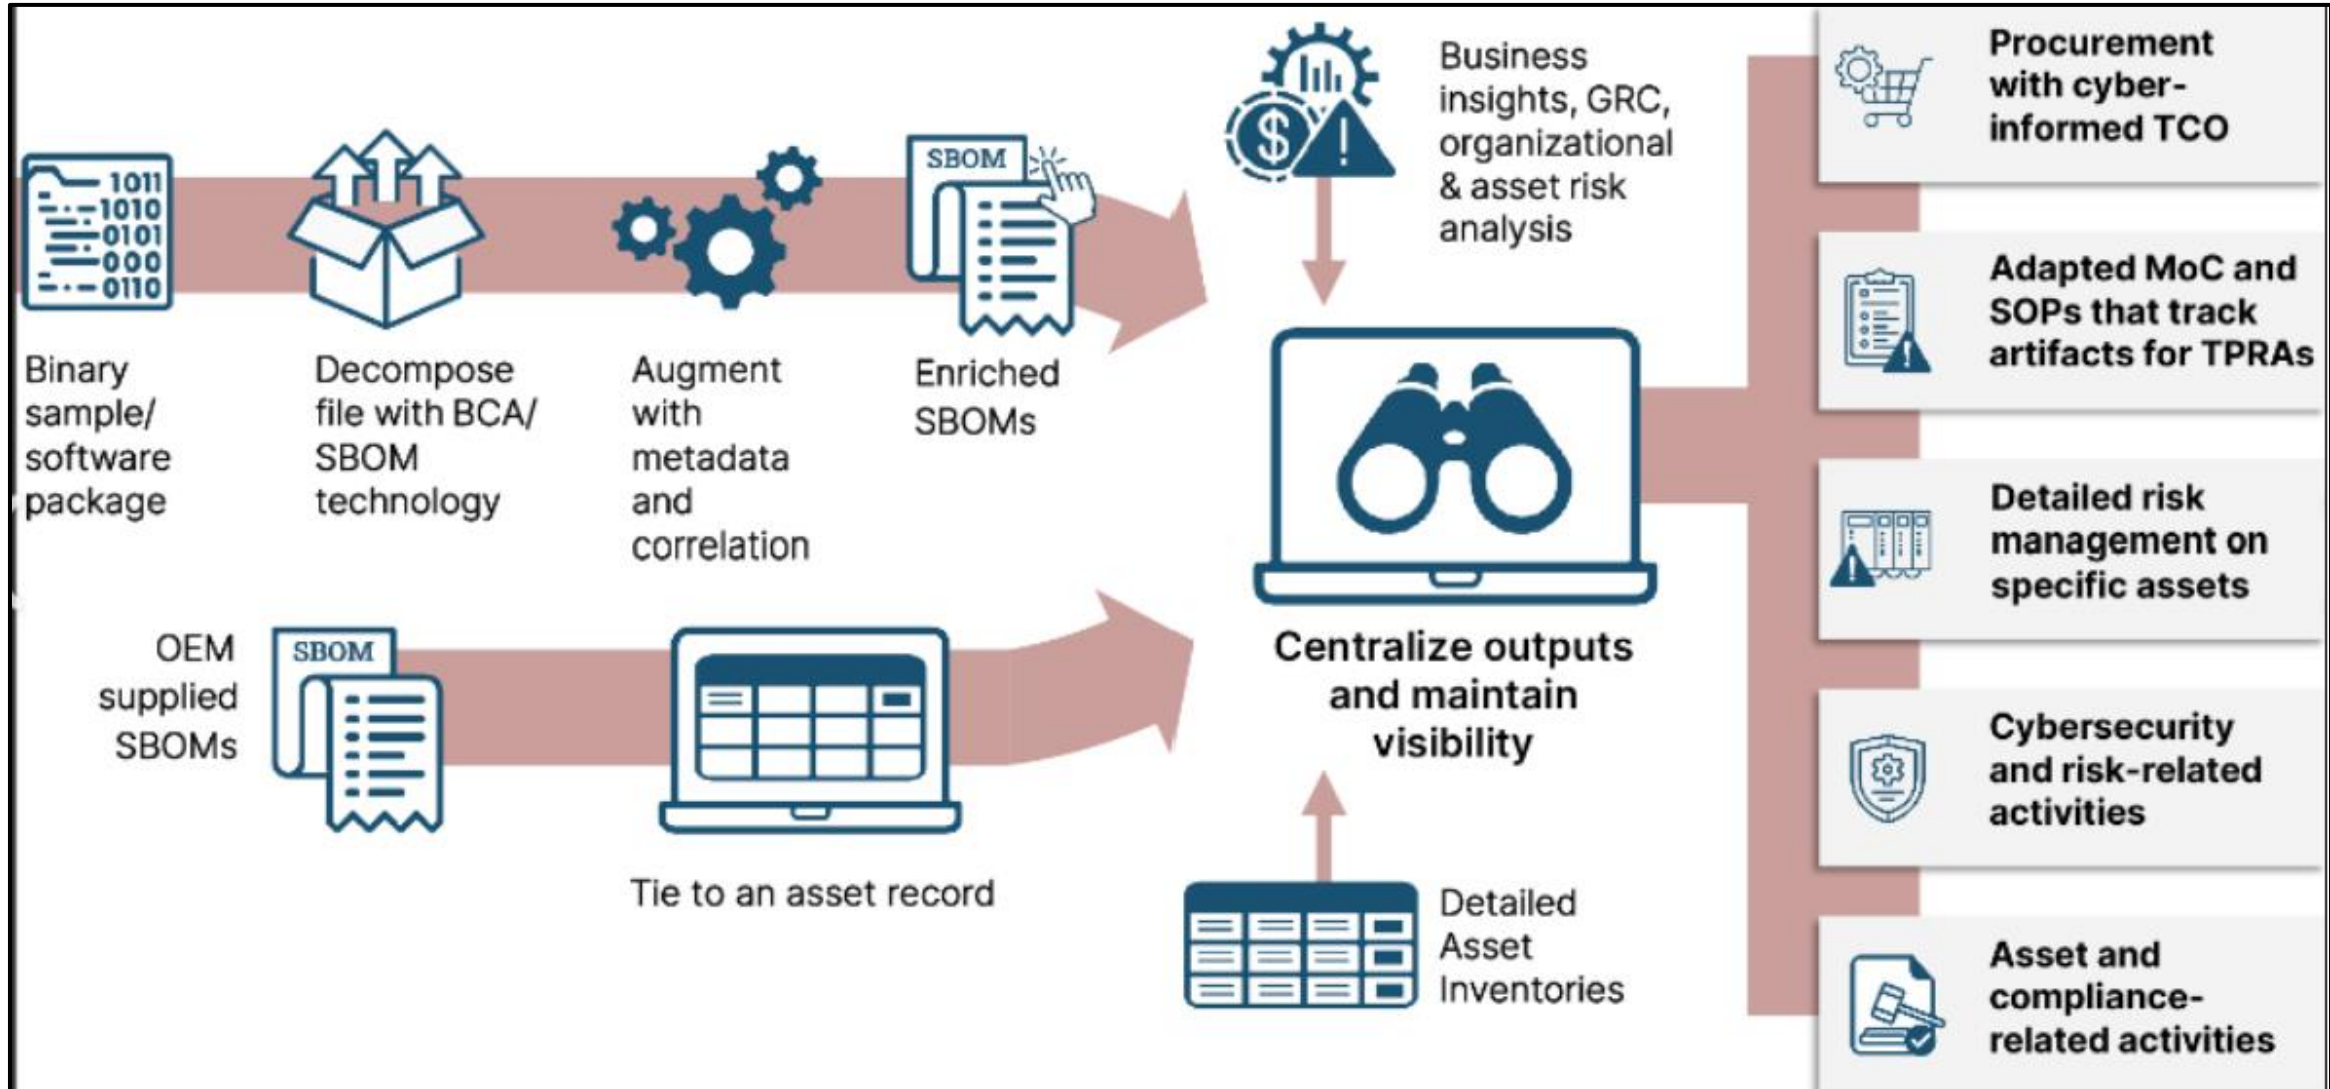 1011
1010
0101
000
0110
Binary
sample/
software
package
Decompose
file with BCA/
SBOM
technology
Augment
with
metadata
and
correlation
SBOM
Enriched
SBOMs
OEM
supplied
SBOMs
SBOM
Tie to an asset record
$
!
Business
insights, GRC,
organizational
& asset risk
analysis
Centralize outputs
and maintain
visibility
Detailed
Asset
Inventories
Procurement
with cyber-
informed TCO
!
Adapted MoC and
SOPs that track
artifacts for TPRAs
!
Detailed risk
management on
specific assets
Cybersecurity
and risk-related
activities
Asset and
compliance-
related activities